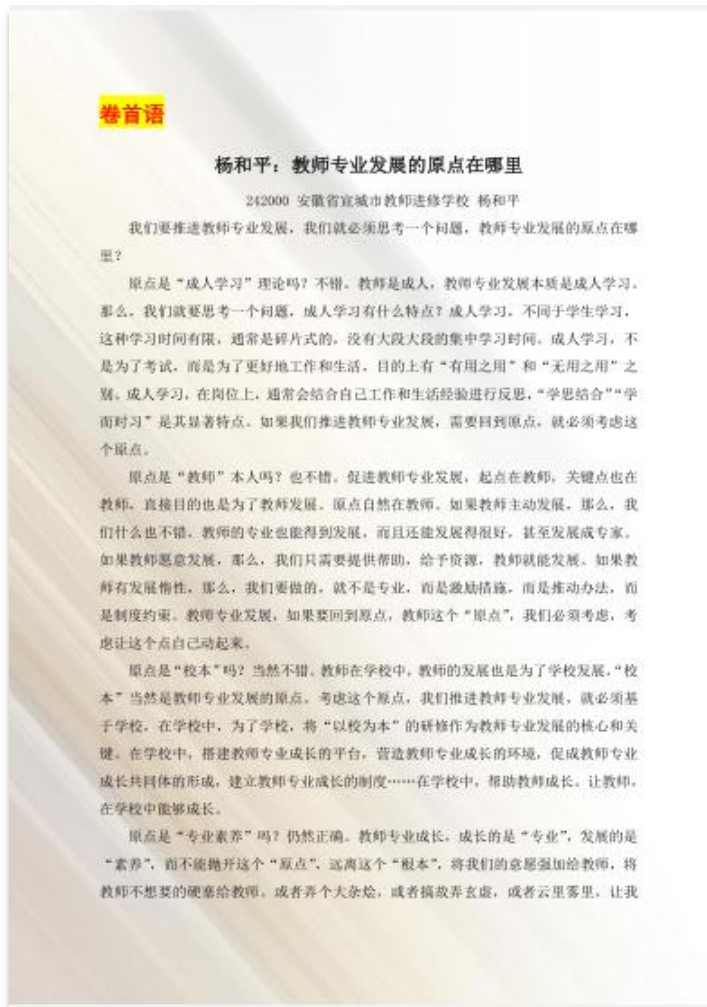 卷首语
杨和平：教师专业发展的原点在哪里
242000 安徽省宣城市教师进修学校 杨和平
我们要推进教师专业发展，我们就必须思考一个问题，教师专业发展的原点在哪
里？
原点是“成人学习”理论吗？不错。教师是成人，教师专业发展本质是成人学习。
那么，我们就要思考一个问题，成人学习有什么特点？成人学习，不同于学生学习，
这种学习时间有限，通常是碎片式的，没有大段大段的集中学习时间。成人学习，不
是为了考试，而是为了更好地工作和生活，目的上有“有用之用”和“无用之用”之
别。成人学习，在岗位上，通常会结合自己工作和生活经验进行反思，“学思结合”“学
而时习”是其显著特点。如果我们推进教师专业发展，需要回到原点，就必须考虑这
个原点。
原点是“教师”本人吗？也不错。促进教师专业发展，起点在教师，关键点也在
教师，直接目的也是为了教师发展。原点自然在教师。如果教师主动发展，那么，我
们什么也不错，教师的专业也能得到发展，而且还能发展得很好，甚至发展成专家。
如果教师愿意发展，那么，我们只需要提供帮助，给予资源，教师就能发展。如果教
师有发展惰性，那么，我们要做的，就不是专业，而是激励措施，而是推动办法，而
是制度约束。教师专业发展，如果要回到原点，教师这个“原点”，我们必须考虑，考
虑让这个点自己动起来。
原点是“校本”吗？当然不错。教师在学校中，教师的发展也是为了学校发展。“校
本”当然是教师专业发展的原点。考虑这个原点，我们推进教师专业发展，就必须基
于学校，在学校中，为了学校，将“以校为本”的研修作为教师专业发展的核心和关
键。在学校中，搭建教师专业成长的平台，营造教师专业成长的环境，促成教师专业
成长共同体的形成，建立教师专业成长的制度……在学校中，帮助教师成长。让教师，
在学校中能够成长。
原点是“专业素养”吗？仍然正确。教师专业成长，成长的是“专业”，发展的是
“素养”，而不能抛开这个“原点”，远离这个“根本”，将我们的意愿强加给教师，将
教师不想要的硬塞给教师。或者弄个大杂烩，或者搞故弄玄虚，或者云里雾里，让我